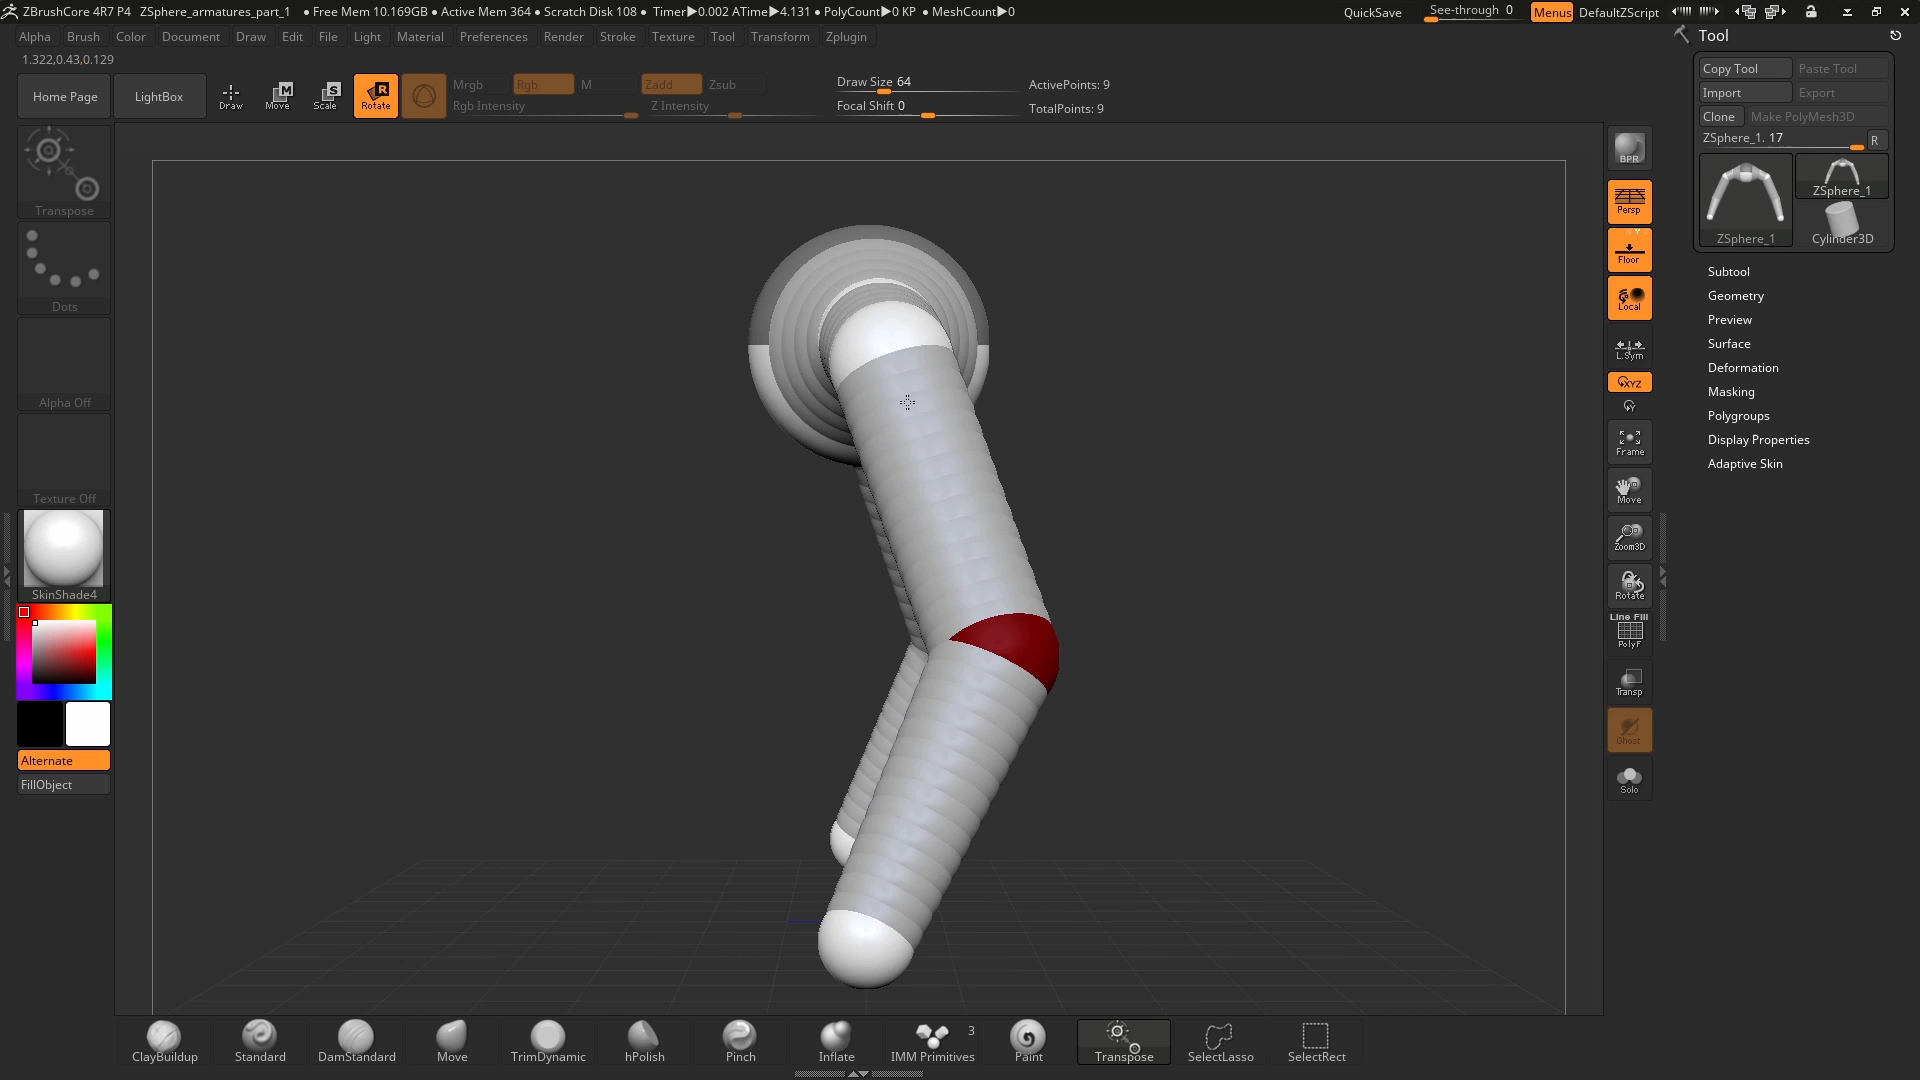 ZBrushCore 4R7 P4 ZSphere_armatures_part_1 • Free Mem 10.169GB • Active Mem 364 • Scratch Disk 108 • Timer▶0.002 ATime▶4.131 • PolyCount▶0 KP • MeshCount▶0 QuickSave See-through 0 Menus DefaultZScript
Alpha Brush Color Document Draw Edit File Light Material Preferences Render Stroke Color Texture Tool Transform Zplugin
Tool
1.322,0.43,0.129
Home Page LightBox Draw Move Scale Rotate
M S R
Mrgb Rgb M Zadd Zsub
Rgb Intensity Z Intensity
Draw Size 64
Focal Shift 0
ActivePoints: 9
TotalPoints: 9
Copy Tool Paste Tool
Import Export
Clone Make PolyMesh3D
ZSphere_1. 17 R
ZSphere_1
ZSphere_1 Cylinder3D
Subtool
Geometry
Preview
Surface
Deformation
Masking
Polygroups
Display Properties
Adaptive Skin
Transpose
Dots
Alpha Off
Texture Off
SkinShade4
Alternate
FillObject
BPR
Persp
Floor
Local
L.Sym
XYZ
Y
Frame
Move
Zoom3D
Rotate
Line Fill
PolyF
Transp
Ghost
Solo
ClayBuildup Standard DamStandard Move TrimDynamic hPolish Pinch Inflate IMM Primitives 3 Paint Transpose SelectLasso SelectRect